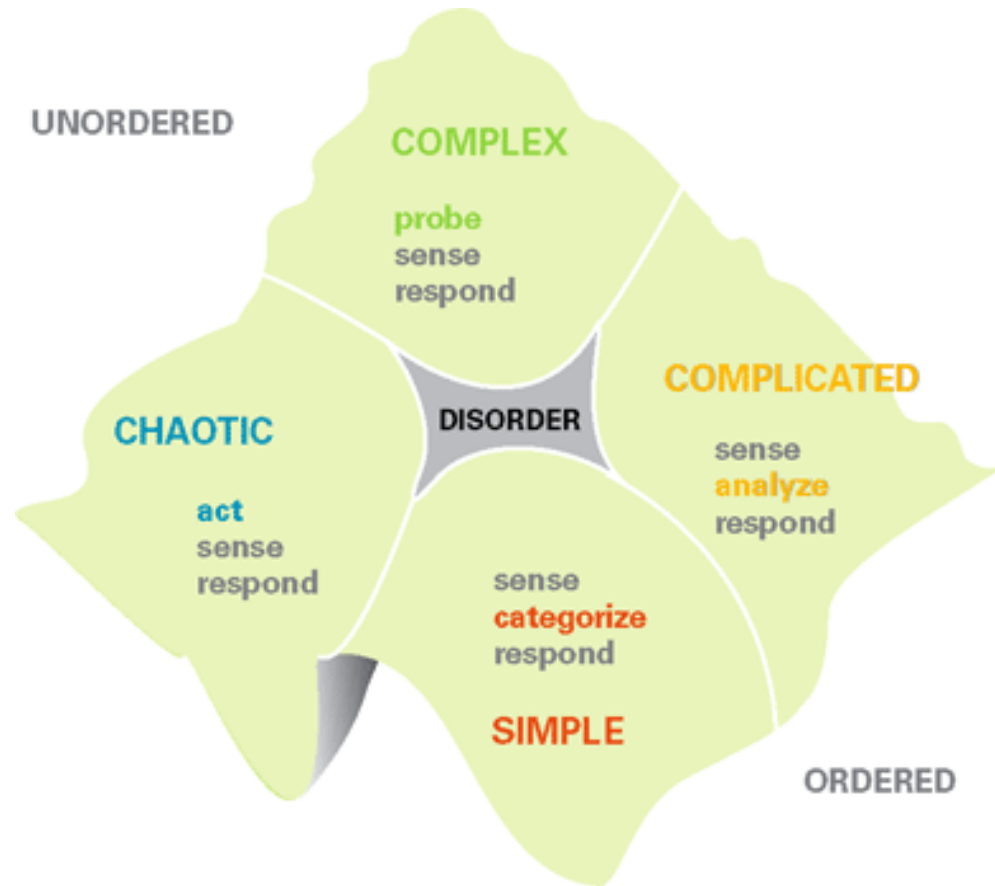 UNORDERED
COMPLEX
probe
sense
respond
COMPLICATED
sense
analyze
respond
DISORDER
CHAOTIC
act
sense
respond
sense
categorize
respond
SIMPLE
ORDERED